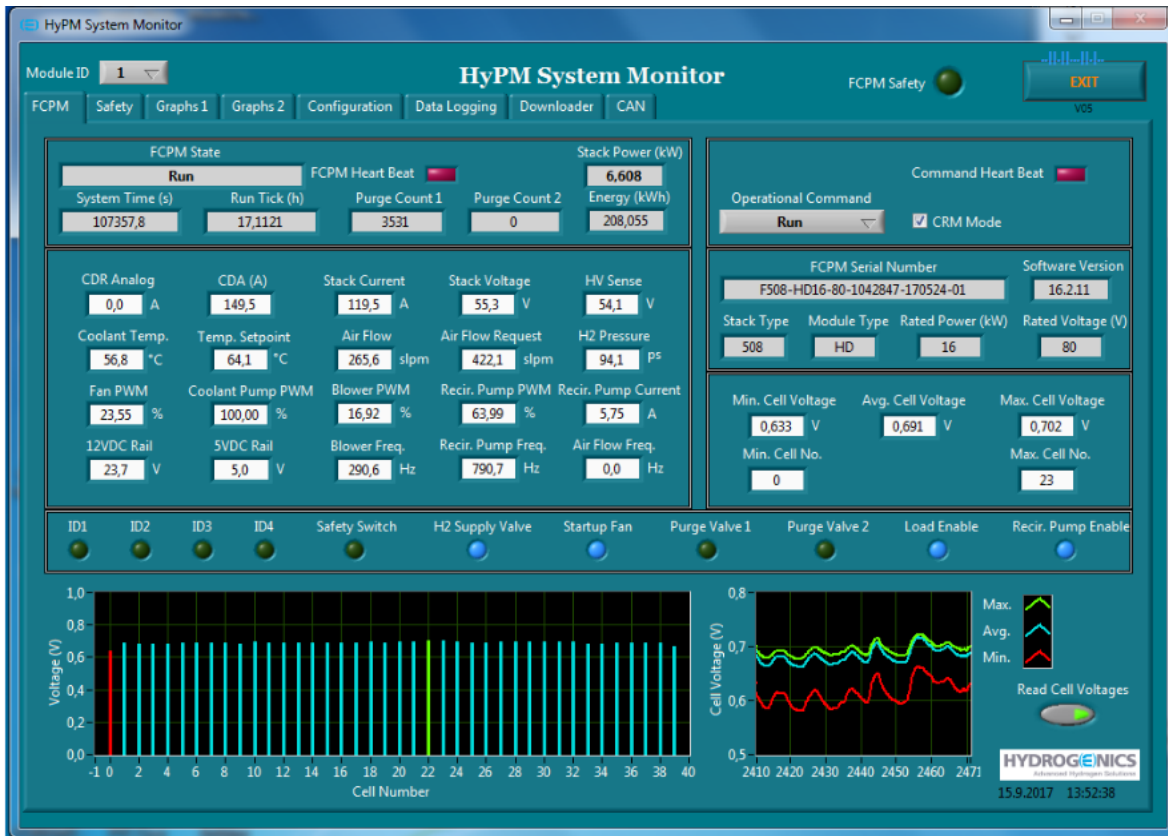 HyPM System Monitor
Module ID 1
HyPM System Monitor
FCPM Safety
EXIT
V05
FCPM Safety Graphs 1 Graphs 2 Configuration Data Logging Downloader CAN
FCPM State
Run
FCPM Heart Beat
Stack Power (kW)
6,608
System Time (s) Run Tick (h) Purge Count 1 Purge Count 2 Energy (kWh)
107357,8 17,1121 3531 0 208,055
Command Heart Beat
Operational Command
Run
CRM Mode
CDR Analog CDA (A) Stack Current Stack Voltage HV Sense
0,0 A 149,5 119,5 A 55,3 V 54,1 V
Coolant Temp. Temp. Setpoint Air Flow Air Flow Request H2 Pressure
56,8 °C 64,1 °C 265,6 slpm 422,1 slpm 94,1 ps
Fan PWM Coolant Pump PWM Blower PWM Recir. Pump PWM Recir. Pump Current
23,55 % 100,00 % 16,92 % 63,99 % 5,75 A
12VDC Rail 5VDC Rail Blower Freq. Recir. Pump Freq. Air Flow Freq.
23,7 V 5,0 V 290,6 Hz 790,7 Hz 0,0 Hz
FCPM Serial Number Software Version
F508-HD16-80-1042847-170524-01 16.2.11
Stack Type Module Type Rated Power (kW) Rated Voltage (V)
508 HD 16 80
Min. Cell Voltage Avg. Cell Voltage Max. Cell Voltage
0,633 V 0,691 V 0,702 V
Min. Cell No. Max. Cell No.
0 23
ID1 ID2 ID3 ID4 Safety Switch H2 Supply Valve Startup Fan Purge Valve 1 Purge Valve 2 Load Enable Recir. Pump Enable
1,0
0,8
0,6
0,4
0,2
0,0
Voltage (V)
-1 0 2 4 6 8 10 12 14 16 18 20 22 24 26 28 30 32 34 36 38 40
Cell Number
0,8
0,7
0,6
0,5
Cell Voltage (V)
2410 2420 2430 2440 2450 2460 2471
Max.
Avg.
Min.
Read Cell Voltages
HYDROGENICS
Advanced Hydrogen Solutions
15.9.2017 13:52:38